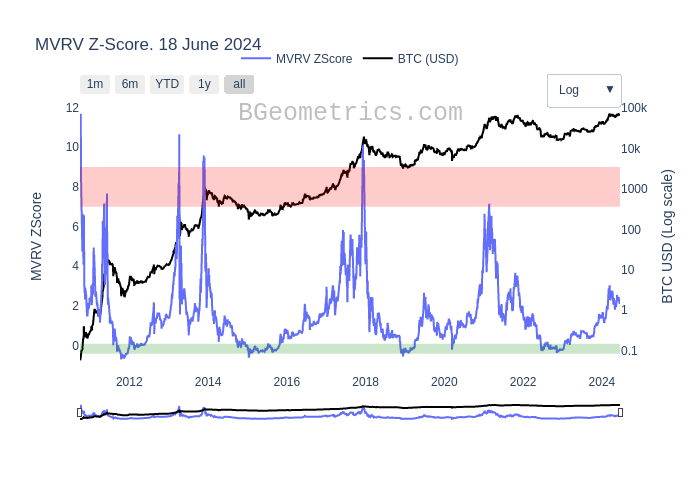 MVRV Z-Score. 18 June 2024
MVRV ZScore
BTC (USD)
1m
6m
YTD
1y
all
Log ▼
BGeometrics.com
12
10
8
6
4
2
0
MVRV ZScore
100k
10k
1000
100
10
1
0.1
BTC USD (Log scale)
2012
2014
2016
2018
2020
2022
2024